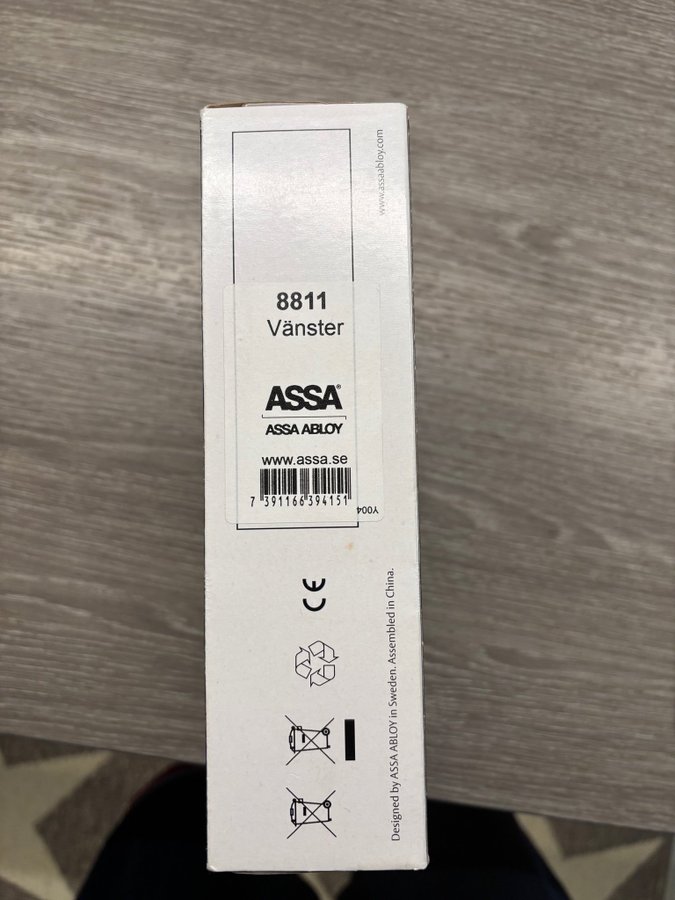 www.assaabloy.com
8811
Vänster
ASSA®
ASSA ABLOY
www.assa.se
7 391166 394151
Y004
CE
Designed by ASSA ABLOY in Sweden. Assembled in China.